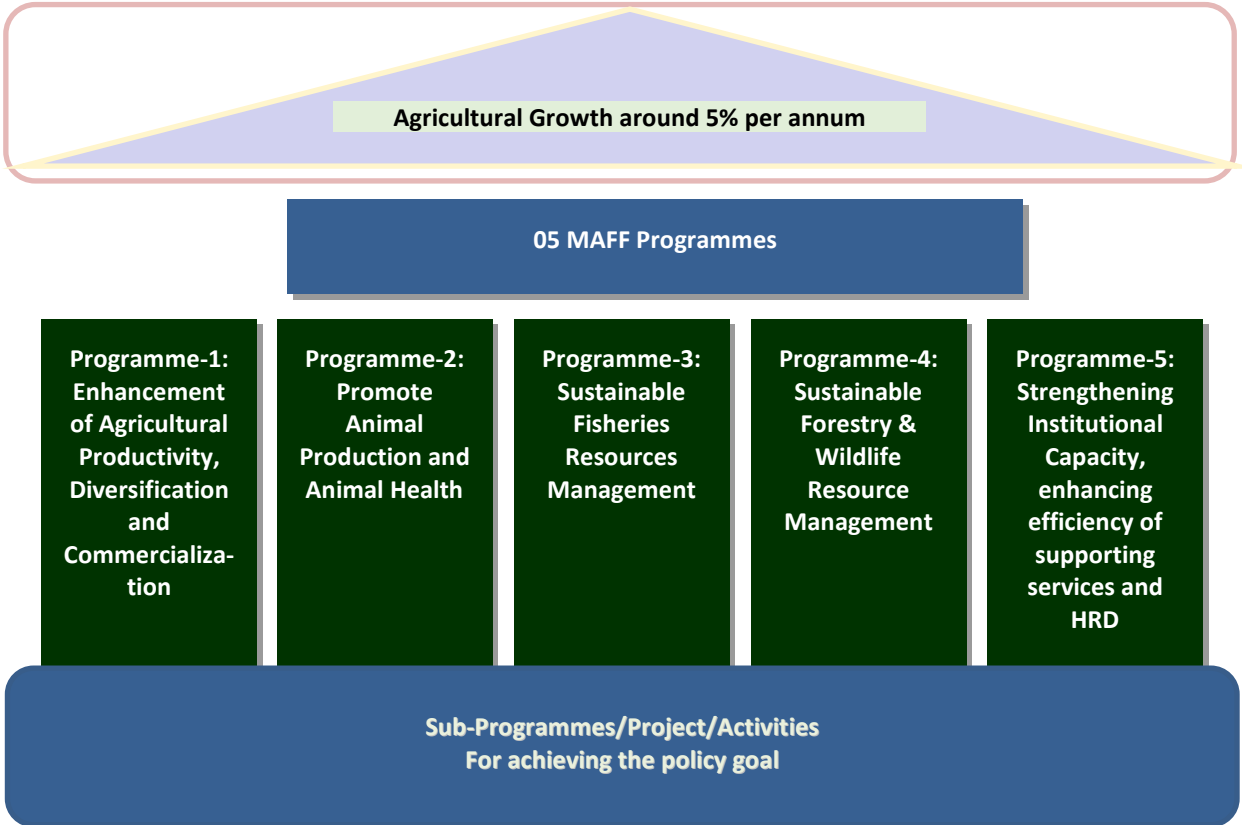 Agricultural Growth around 5% per annum
05 MAFF Programmes
Programme-1:
Enhancement
of Agricultural
Productivity,
Diversification
and
Commercializa-
tion
Programme-2:
Promote
Animal
Production and
Animal Health
Programme-3:
Sustainable
Fisheries
Resources
Management
Programme-4:
Sustainable
Forestry &
Wildlife
Resource
Management
Programme-5:
Strengthening
Institutional
Capacity,
enhancing
efficiency of
supporting
services and
HRD
Sub-Programmes/Project/Activities
For achieving the policy goal